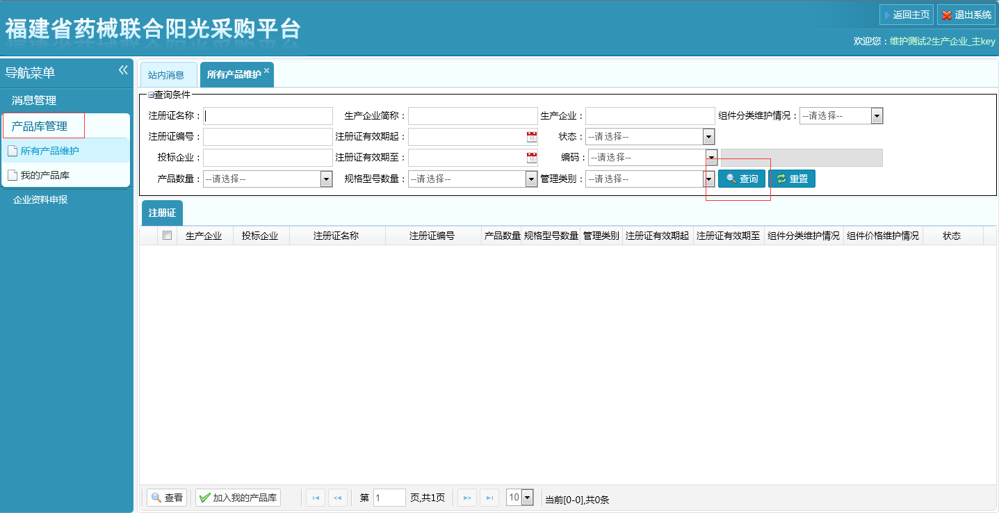 福建省药械联合阳光采购平台
返回主页 退出系统
欢迎您：维护测试2生产企业_主key
导航菜单
消息管理
产品库管理
所有产品维护
我的产品库
企业资料申报
站内消息 所有产品维护
查询条件
注册证名称： 生产企业简称： 生产企业： 组件分类维护情况： --请选择--
注册证编号： 注册证有效期起： 状态： --请选择--
投标企业： 注册证有效期至： 编码： --请选择--
产品数量： --请选择-- 规格型号数量： --请选择-- 管理类别： --请选择-- 查询 重置
注册证
生产企业 投标企业 注册证名称 注册证编号 产品数量 规格型号数量 管理类别 注册证有效期起 注册证有效期至 组件分类维护情况 组件价格维护情况 状态
查看 加入我的产品库 第 1 页,共1页 10 当前[0-0],共0条